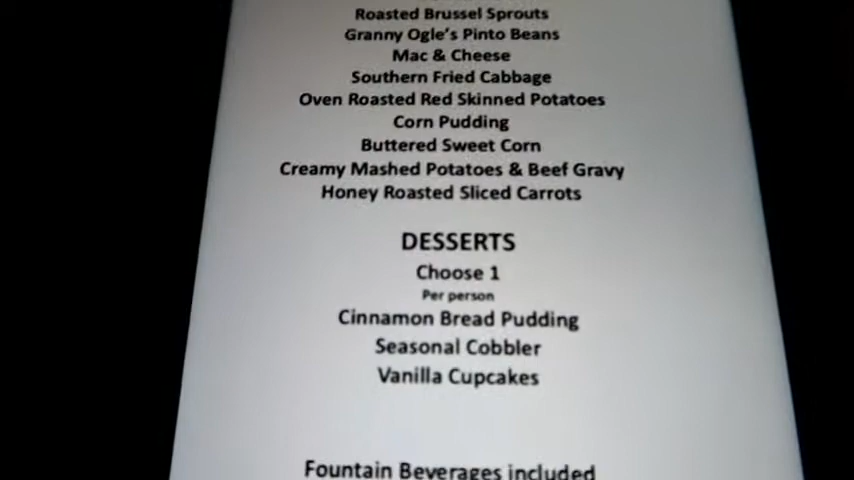 Roasted Brussel Sprouts
Granny Ogle's Pinto Beans
Mac & Cheese
Southern Fried Cabbage
Oven Roasted Red Skinned Potatoes
Corn Pudding
Buttered Sweet Corn
Creamy Mashed Potatoes & Beef Gravy
Honey Roasted Sliced Carrots
DESSERTS
Choose 1
Per person
Cinnamon Bread Pudding
Seasonal Cobbler
Vanilla Cupcakes
Fountain Beverages included